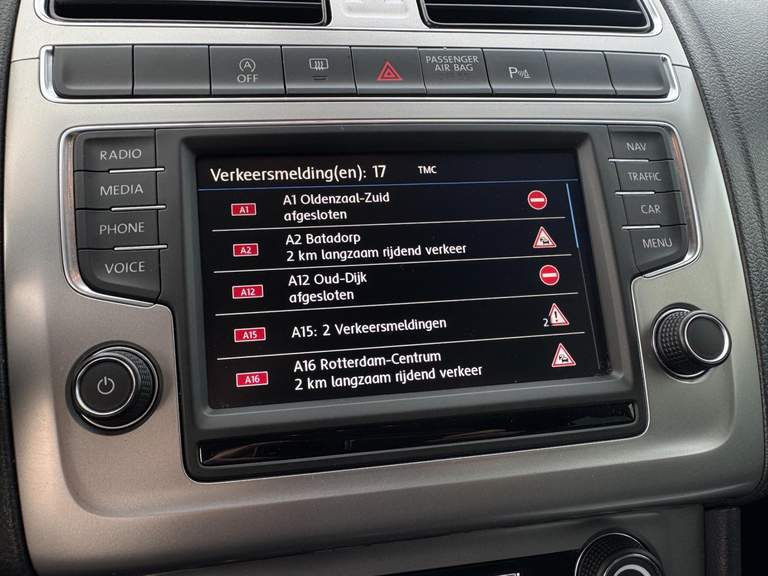 A OFF
PASSENGER AIR BAG
P
RADIO
MEDIA
PHONE
VOICE
NAV
TRAFFIC
CAR
MENU
Verkeersmelding(en): 17 TMC
A1 A1 Oldenzaal-Zuid
afgesloten
A2 A2 Batadorp
2 km langzaam rijdend verkeer
A12 A12 Oud-Dijk
afgesloten
A15 A15: 2 Verkeersmeldingen 2
A16 A16 Rotterdam-Centrum
2 km langzaam rijdend verkeer